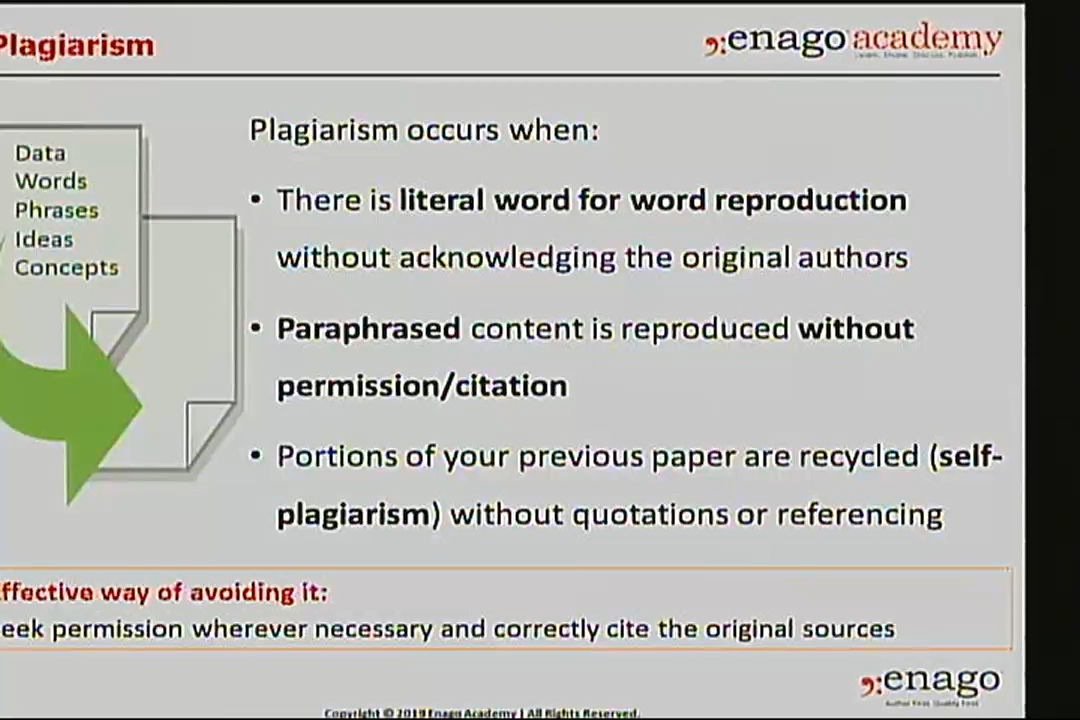 Plagiarism
enago academy
Data
Words
Phrases
Ideas
Concepts
Plagiarism occurs when:
• There is literal word for word reproduction
without acknowledging the original authors
• Paraphrased content is reproduced without
permission/citation
• Portions of your previous paper are recycled (self-
plagiarism) without quotations or referencing
ffective way of avoiding it:
eek permission wherever necessary and correctly cite the original sources
enago
Copyright © 2019 Enago Academy | All Rights Reserved.